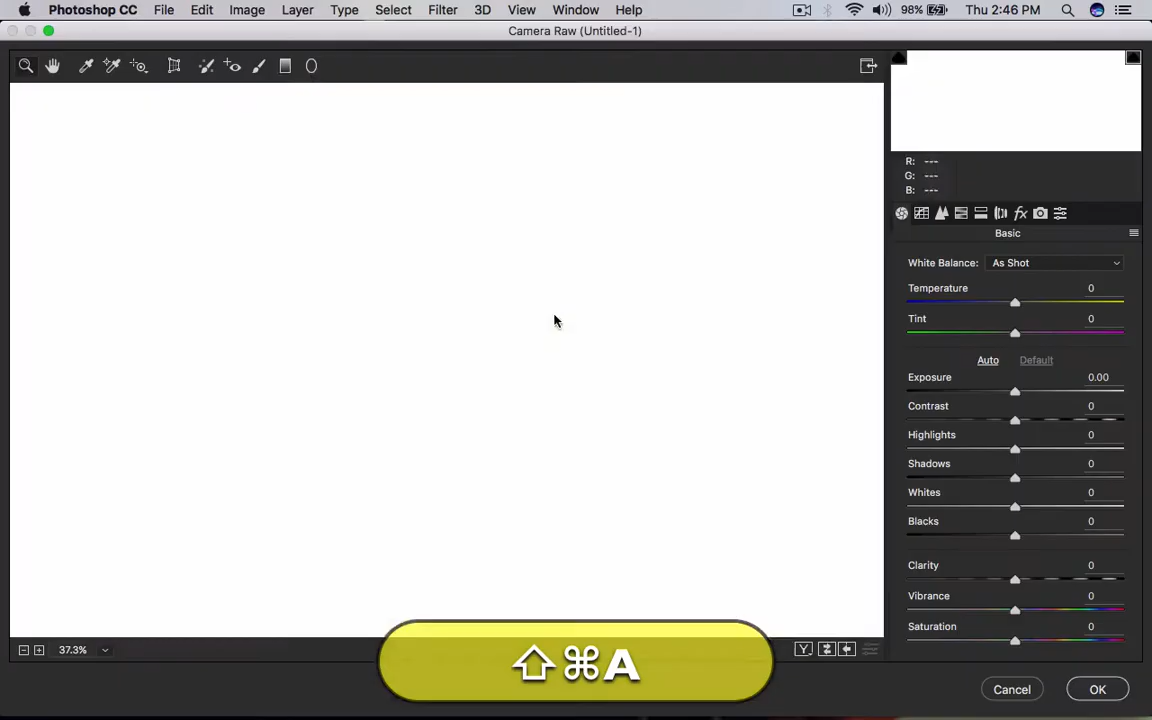 Photoshop CC File Edit Image Layer Type Select Filter 3D View Window Help 98% Thu 2:46 PM
Camera Raw (Untitled-1)
R: ---
G: ---
B: ---
fx
Basic
White Balance: As Shot
Temperature 0
Tint 0
Auto Default
Exposure 0.00
Contrast 0
Highlights 0
Shadows 0
Whites 0
Blacks 0
Clarity 0
Vibrance 0
Saturation 0
37.3% Y
⇧⌘A
Cancel OK